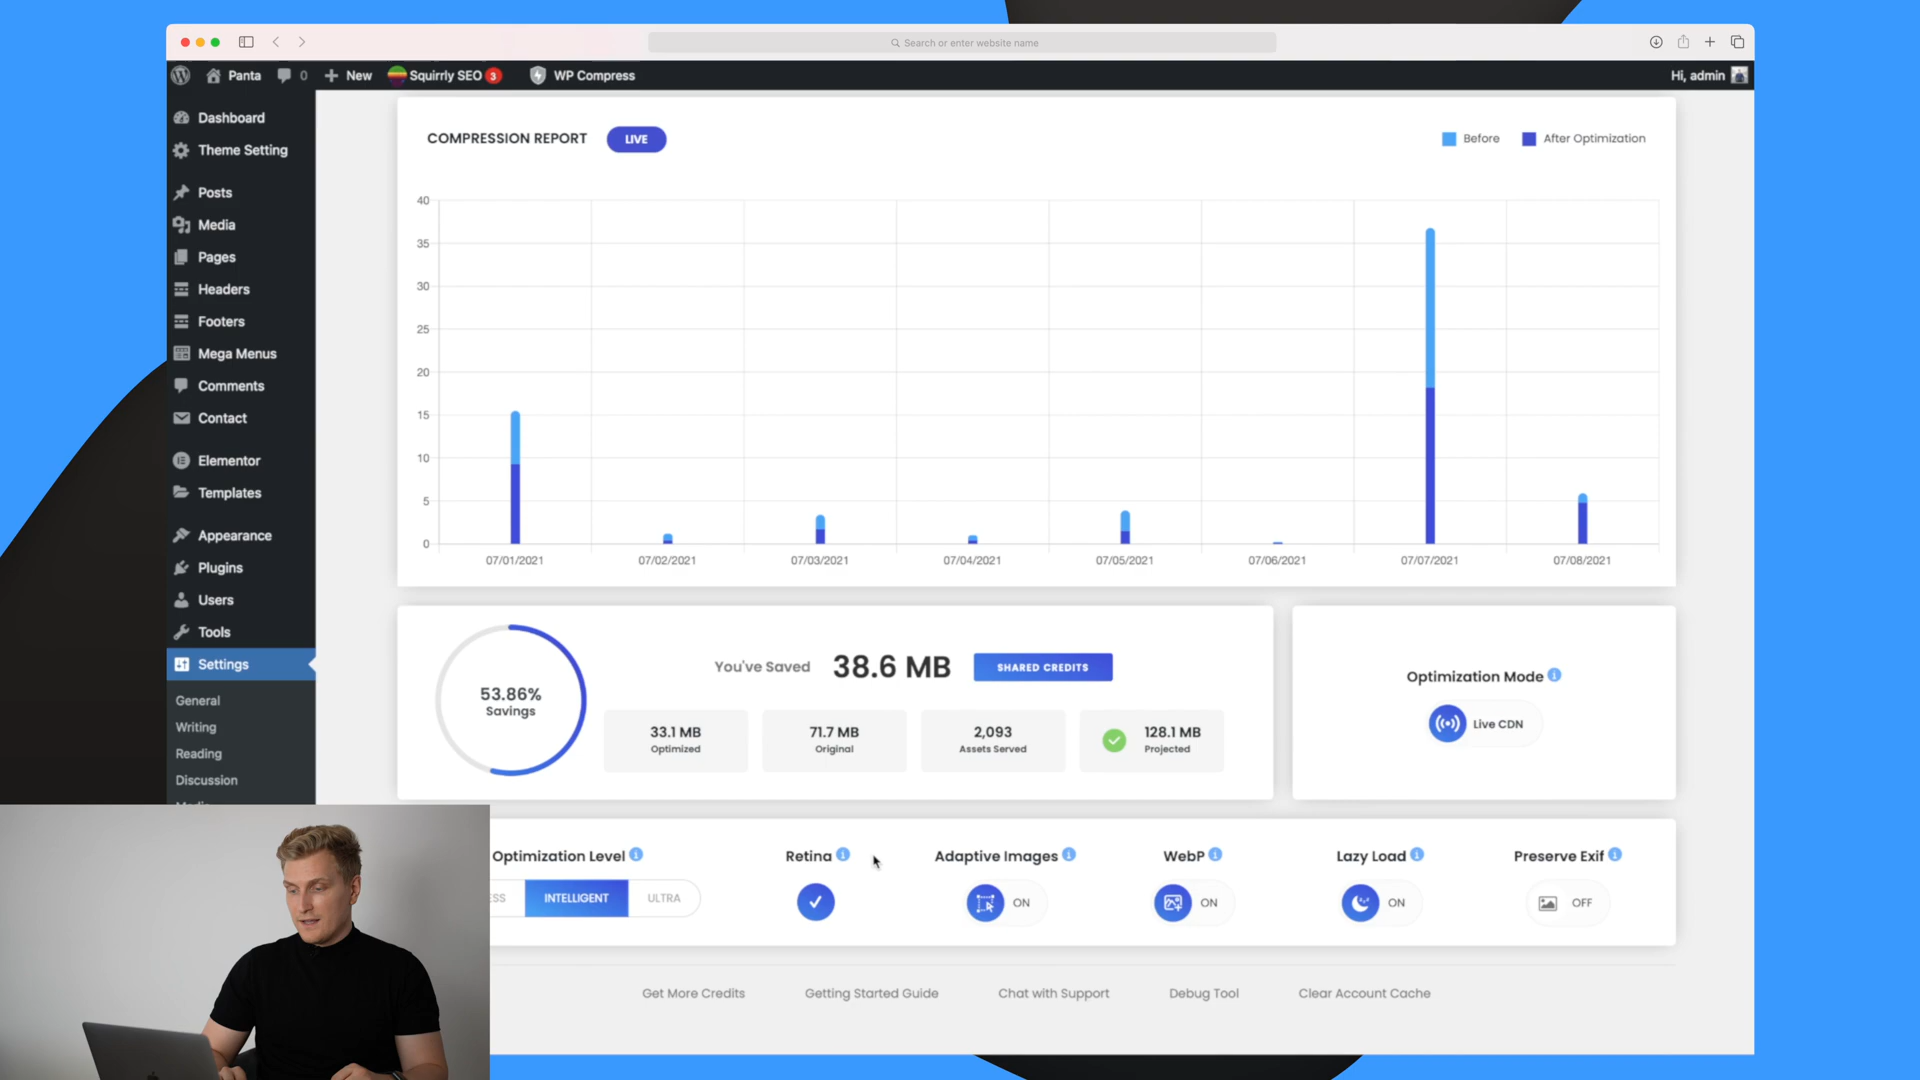 Search or enter website name
Panta
0
New
Squirrly SEO 3
WP Compress
Hi, admin
Dashboard
Theme Setting
Posts
Media
Pages
Headers
Footers
Mega Menus
Comments
Contact
Elementor
Templates
Appearance
Plugins
Users
Tools
Settings
General
Writing
Reading
Discussion
COMPRESSION REPORT
LIVE
Before
After Optimization
40
35
30
25
20
15
10
5
0
07/01/2021
07/02/2021
07/03/2021
07/04/2021
07/05/2021
07/06/2021
07/07/2021
07/08/2021
53.86%
Savings
You've Saved 38.6 MB
SHARED CREDITS
33.1 MB
Optimized
71.7 MB
Original
2,093
Assets Served
128.1 MB
Projected
Optimization Mode
Live CDN
Optimization Level
INTELLIGENT
ULTRA
Retina
Adaptive Images
ON
WebP
ON
Lazy Load
ON
Preserve Exif
OFF
Get More Credits
Getting Started Guide
Chat with Support
Debug Tool
Clear Account Cache